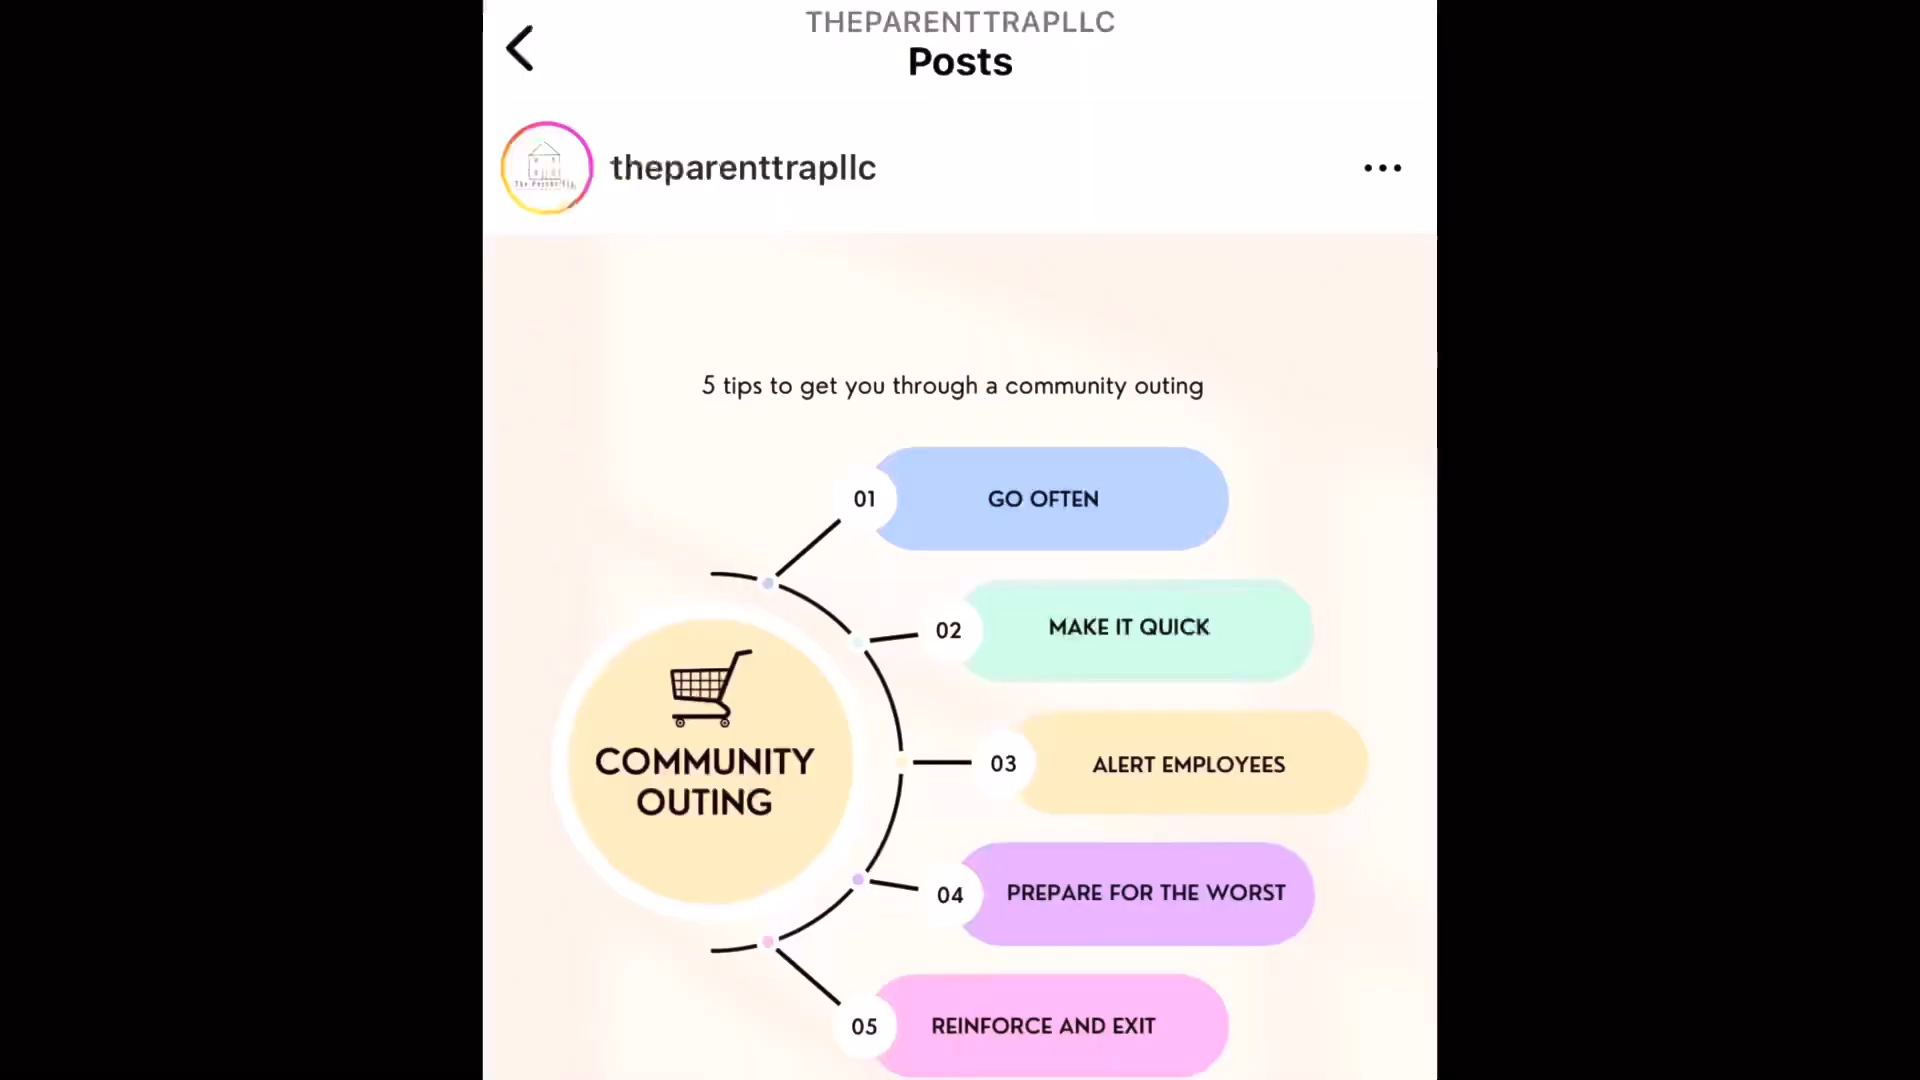 THEPARENTTRAPLLC
Posts
theparenttrapllc
5 tips to get you through a community outing
01
GO OFTEN
02
MAKE IT QUICK
COMMUNITY
OUTING
03
ALERT EMPLOYEES
04
PREPARE FOR THE WORST
05
REINFORCE AND EXIT